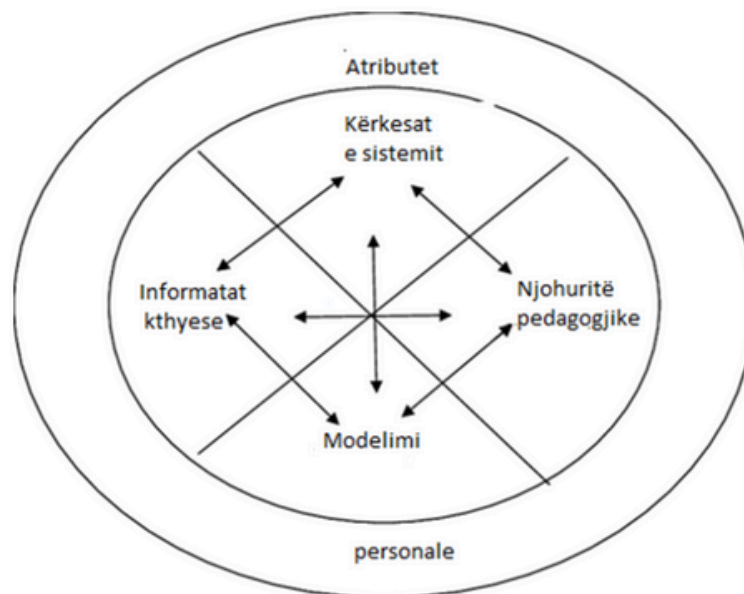 Atributet
Kërkesat
e sistemit
Informatat
kthyese
Njohuritë
pedagogjike
Modelimi
personale